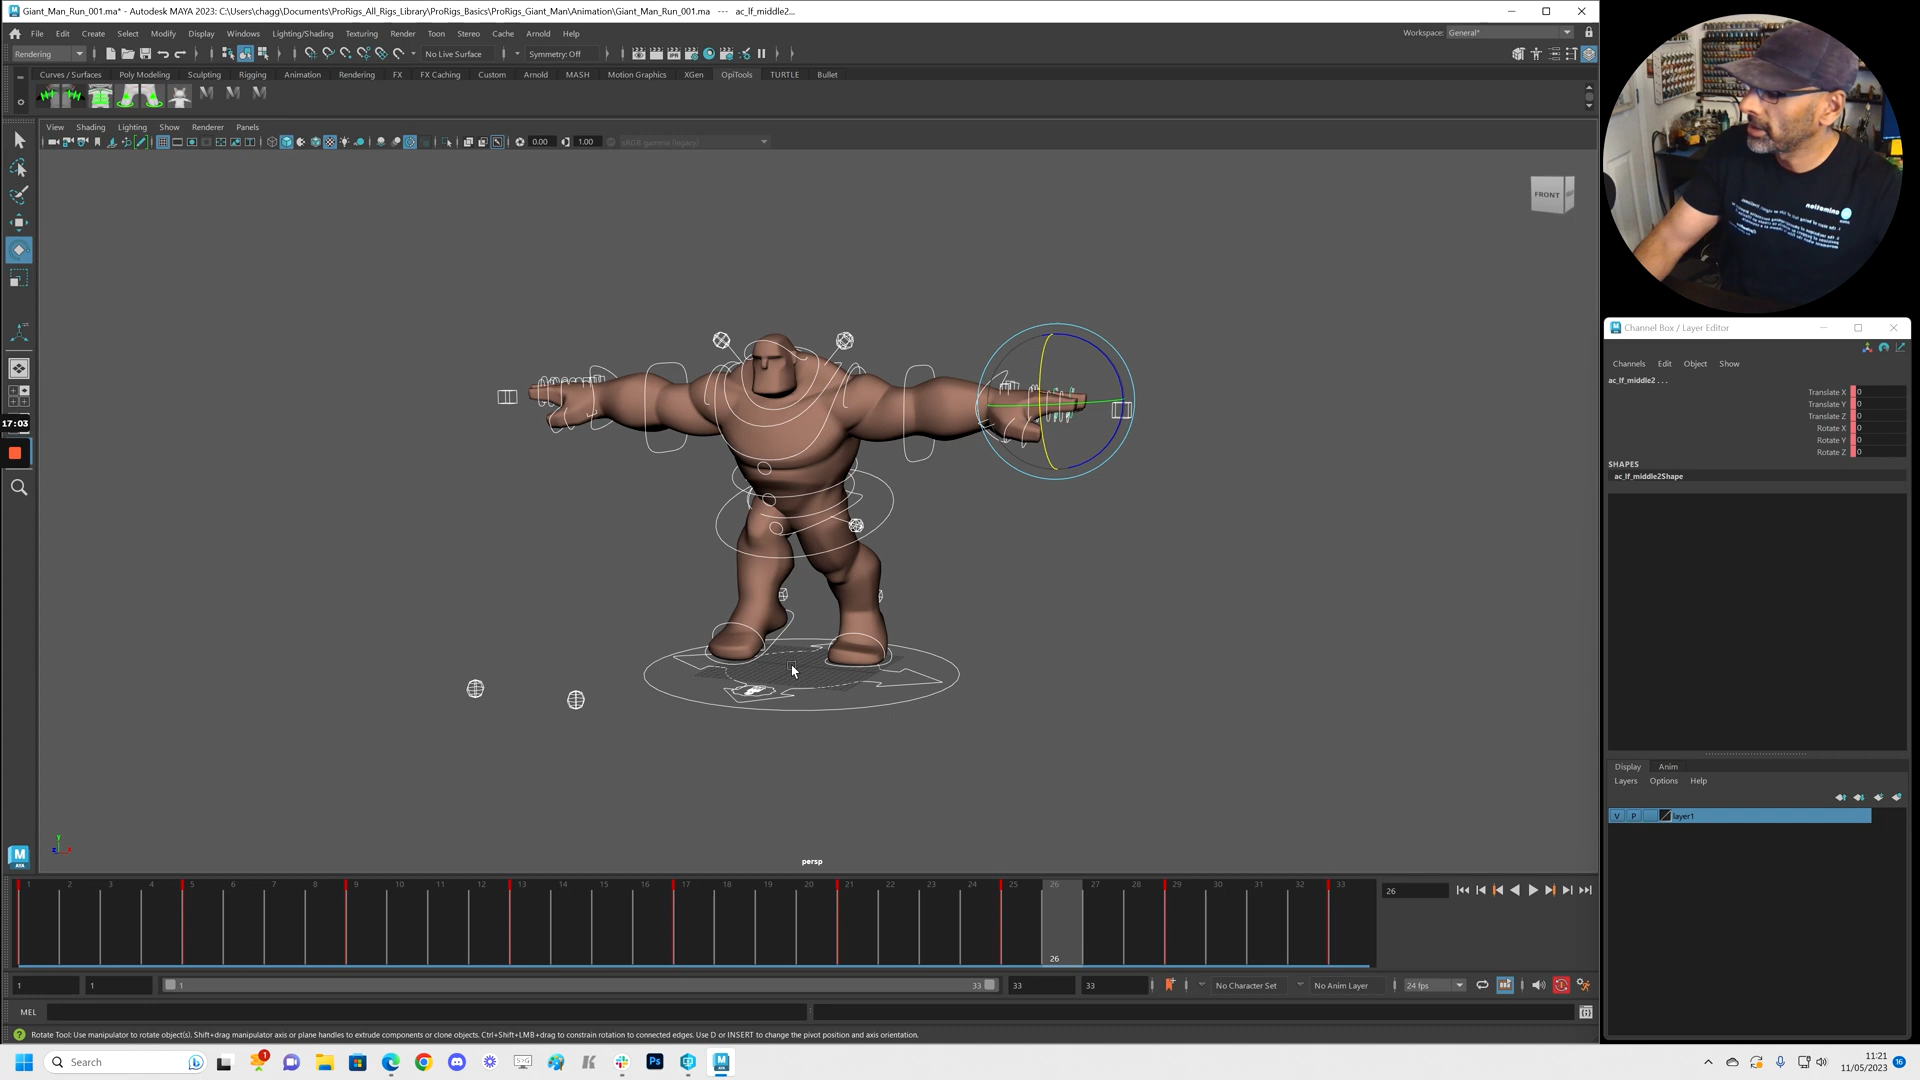 Giant_Man_Run_001.ma* - Autodesk MAYA 2023: C:\Users\chagg\Documents\ProRigs_All_Rigs_Library\ProRigs_Basics\ProRigs_Giant_Man\Animation\Giant_Man_Run_001.ma --- ac_lf_middle2...
File Edit Create Select Modify Display Windows Lighting/Shading Texturing Render Toon Stereo Cache Arnold Help
Workspace: General*
Rendering
No Live Surface
Symmetry: Off
Curves / Surfaces Poly Modeling Sculpting Rigging Animation Rendering FX FX Caching Custom Arnold MASH Motion Graphics XGen OpiTools TURTLE Bullet
View Shading Lighting Show Renderer Panels
0.00
1.00
sRGB gamma (legacy)
FRONT
17:03
persp
Channel Box / Layer Editor
Channels Edit Object Show
ac_lf_middle2 . . .
Translate X 0
Translate Y 0
Translate Z 0
Rotate X 0
Rotate Y 0
Rotate Z 0
SHAPES
ac_lf_middle2Shape
Display Anim
Layers Options Help
V P layer1
1 2 3 4 5 6 7 8 9 10 11 12 13 14 15 16 17 18 19 20 21 22 23 24 25 26 27 28 29 30 31 32 33
26
26
1 1 1 33 33 33
No Character Set
No Anim Layer
24 fps
MEL
Rotate Tool: Use manipulator to rotate object(s). Shift+drag manipulator axis or plane handles to extrude components or clone objects. Ctrl+Shift+LMB+drag to constrain rotation to connected edges. Use D or INSERT to change the pivot position and axis orientation.
Search
1
Ps
11:21
11/05/2023
16